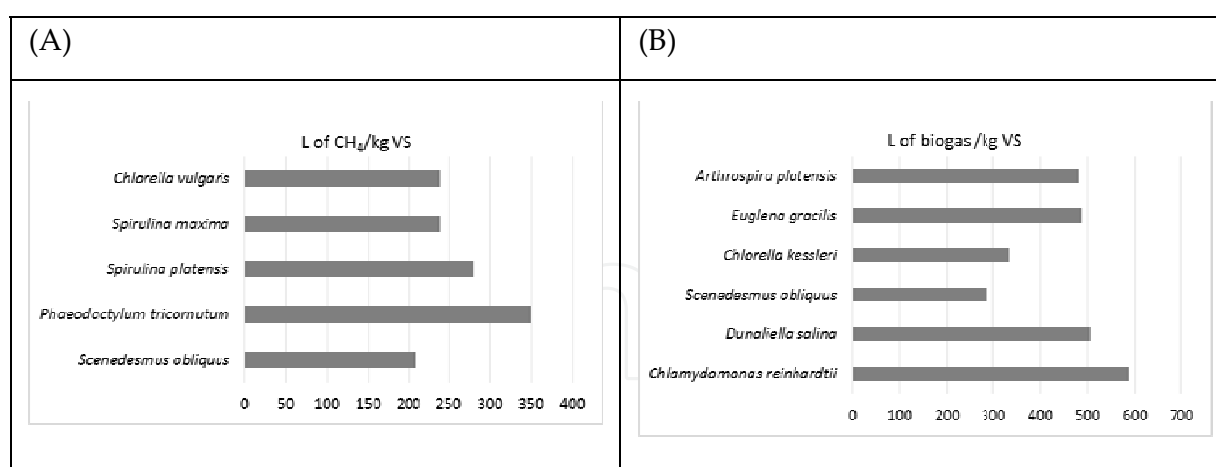 (A)
(B)
L of CH₄/kg VS
Chlorella vulgaris
Spirulina maxima
Spirulina platensis
Phaeodactylum tricornutum
Scenedesmus obliquus
0 50 100 150 200 250 300 350 400
L of biogas/kg VS
Arthrospira platensis
Euglena gracilis
Chlorella kessleri
Scenedesmus obliquus
Dunaliella salina
Chlamydomonas reinhardtii
0 100 200 300 400 500 600 700